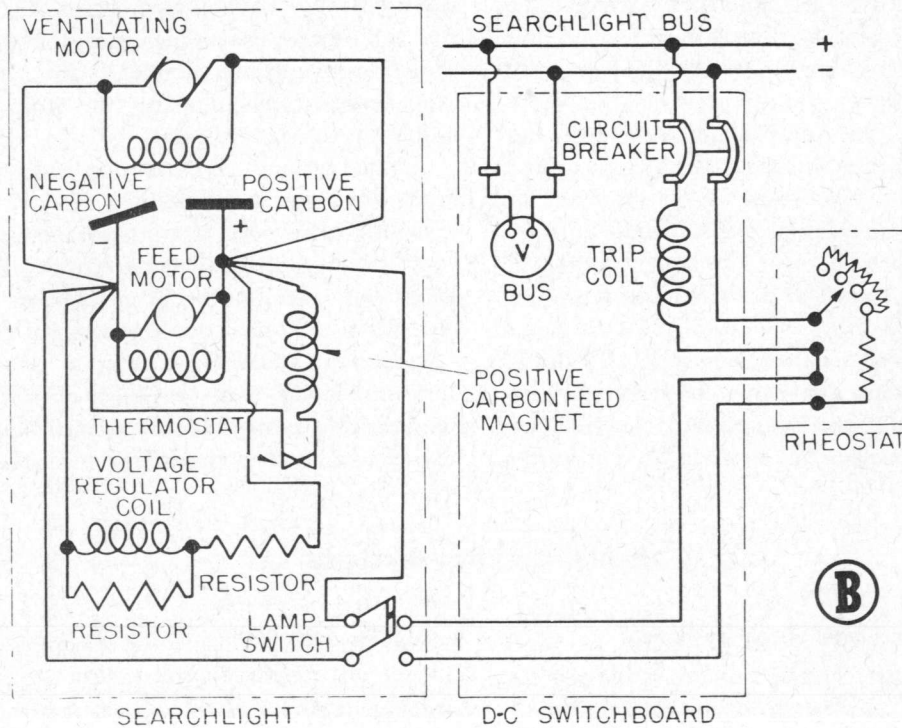 VENTILATING
MOTOR
NEGATIVE
CARBON
POSITIVE
CARBON
–
+
FEED
MOTOR
THERMOSTAT
VOLTAGE
REGULATOR
COIL
RESISTOR
RESISTOR
LAMP
SWITCH
SEARCHLIGHT
SEARCHLIGHT BUS
+
–
CIRCUIT
BREAKER
V
BUS
TRIP
COIL
POSITIVE
CARBON FEED
MAGNET
RHEOSTAT
B
D-C SWITCHBOARD